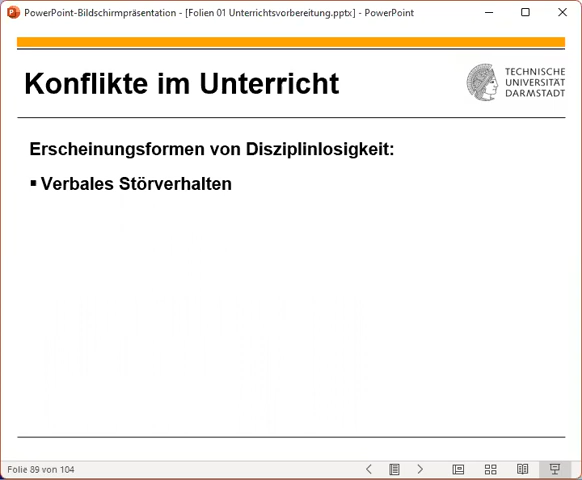 PowerPoint-Bildschirmpräsentation - [Folien 01 Unterrichtsvorbereitung.pptx] - PowerPoint
Konflikte im Unterricht
TECHNISCHE
UNIVERSITÄT
DARMSTADT
Erscheinungsformen von Disziplinlosigkeit:
▪ Verbales Störverhalten
Folie 89 von 104